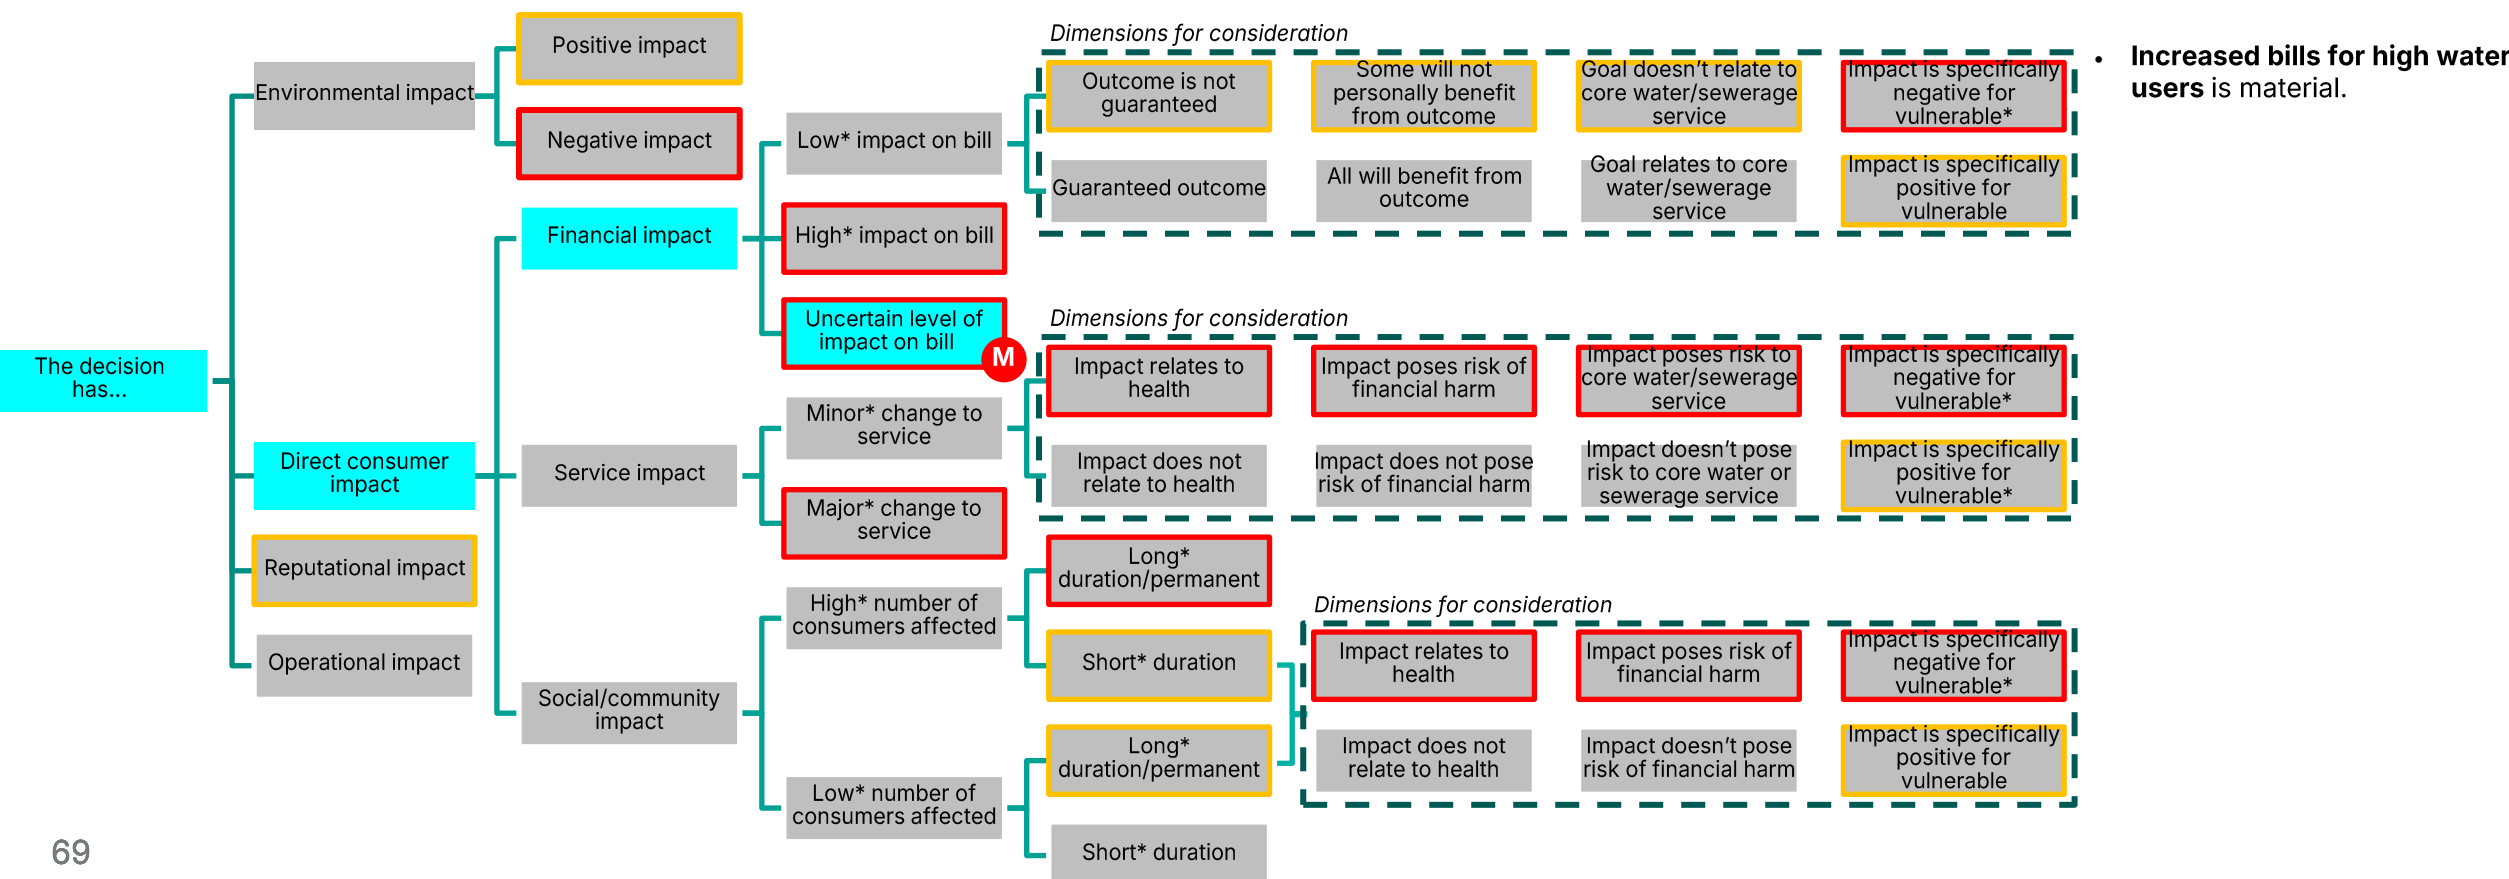 The decision
has...
Environmental impact
Direct consumer
impact
Reputational impact
Operational impact
Positive impact
Negative impact
Financial impact
Service impact
Social/community
impact
Low* impact on bill
High* impact on bill
Uncertain level of
impact on bill
M
Minor* change to
service
Major* change to
service
High* number of
consumers affected
Low* number of
consumers affected
Dimensions for consideration
Outcome is not
guaranteed
Some will not
personally benefit
from outcome
Goal doesn't relate to
core water/sewerage
service
Impact is specifically
negative for
vulnerable*
Guaranteed outcome
All will benefit from
outcome
Goal relates to core
water/sewerage
service
Impact is specifically
positive for
vulnerable
Dimensions for consideration
Impact relates to
health
Impact poses risk of
financial harm
Impact poses risk to
core water/sewerage
service
Impact is specifically
negative for
vulnerable*
Impact does not
relate to health
Impact does not pose
risk of financial harm
Impact doesn't pose
risk to core water or
sewerage service
Impact is specifically
positive for
vulnerable*
Long*
duration/permanent
Short* duration
Long*
duration/permanent
Short* duration
Dimensions for consideration
Impact relates to
health
Impact poses risk of
financial harm
Impact is specifically
negative for
vulnerable*
Impact does not
relate to health
Impact doesn't pose
risk of financial harm
Impact is specifically
positive for
vulnerable
• Increased bills for high water
users is material.
69